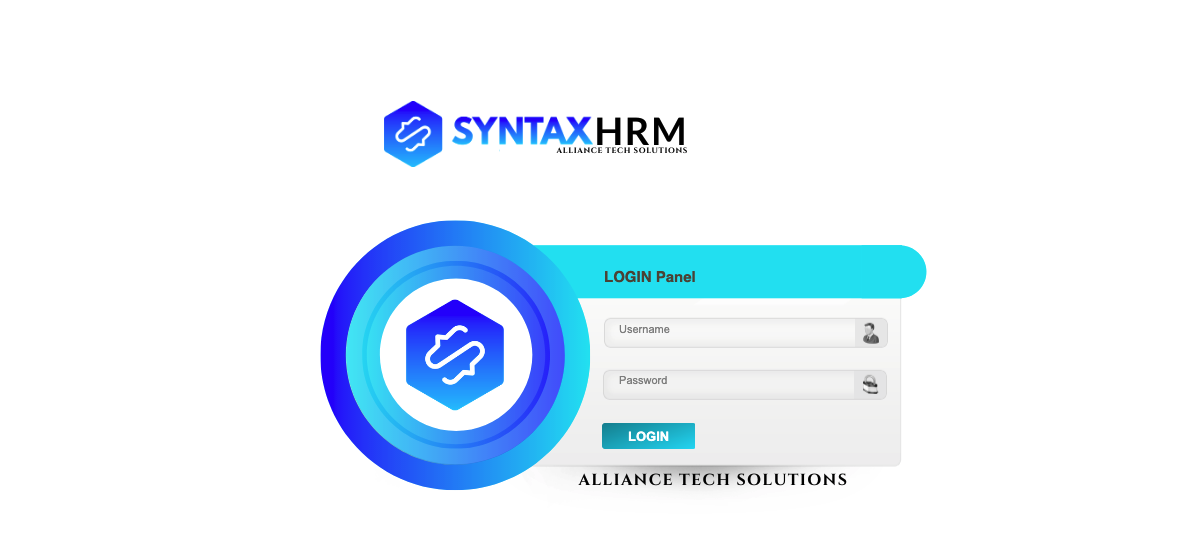 SYNTAXHRM
ALLIANCE TECH SOLUTIONS
LOGIN Panel
Username
Password
LOGIN
ALLIANCE TECH SOLUTIONS